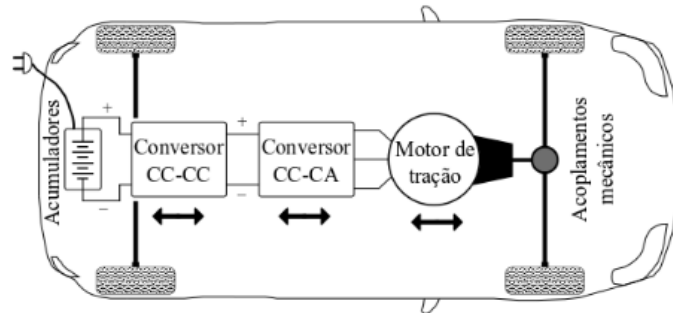 Acumuladores
+
−
Conversor
CC-CC
+
−
Conversor
CC-CA
Motor de
tração
Acoplamentos
mecânicos